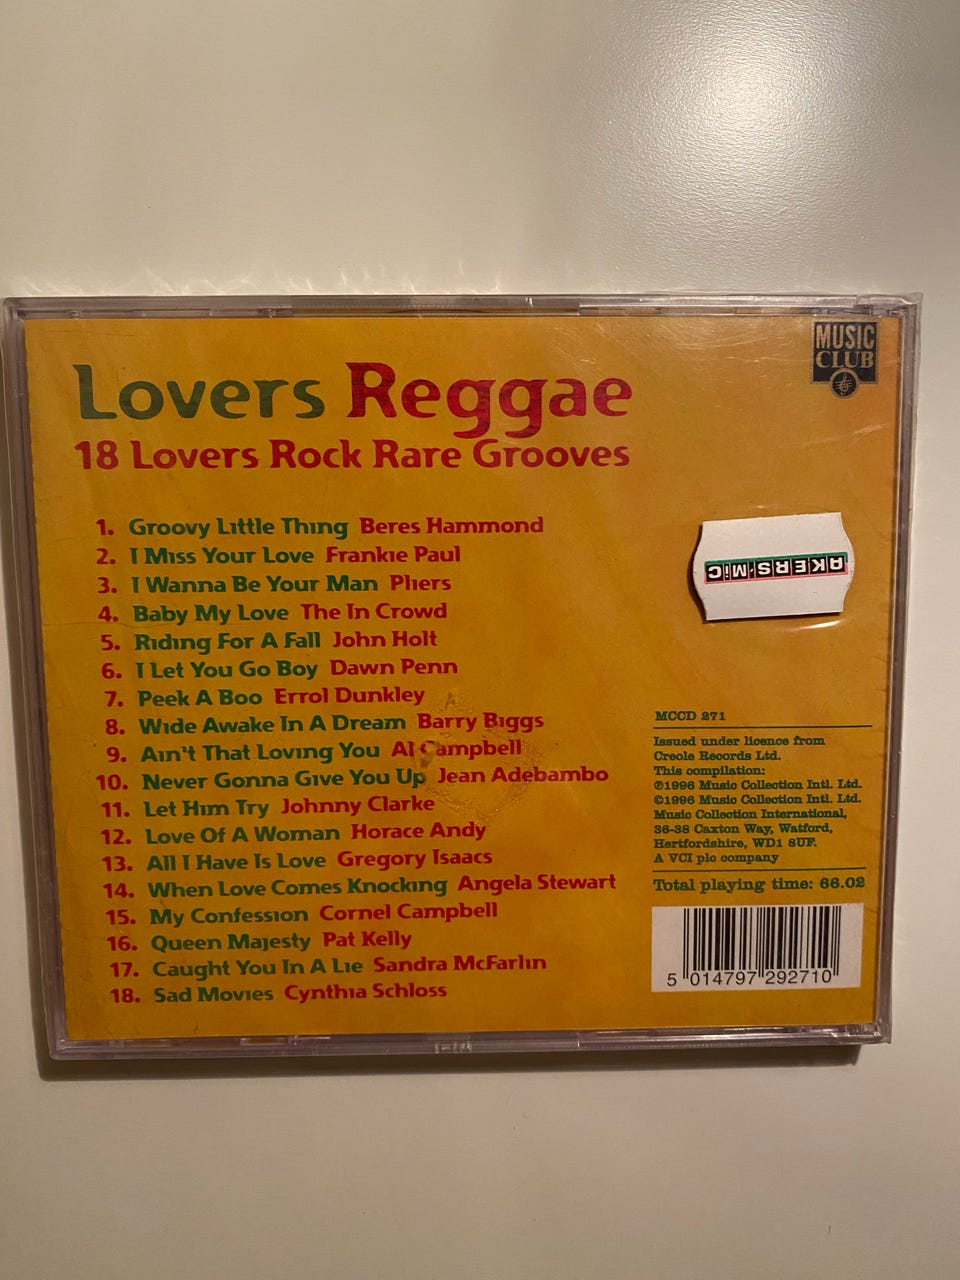 MUSIC
CLUB
Lovers Reggae
18 Lovers Rock Rare Grooves
1. Groovy Little Thing Beres Hammond
2. I Miss Your Love Frankie Paul
3. I Wanna Be Your Man Pliers
4. Baby My Love The In Crowd
5. Riding For A Fall John Holt
6. I Let You Go Boy Dawn Penn
7. Peek A Boo Errol Dunkley
8. Wide Awake In A Dream Barry Biggs
9. Ain't That Loving You Al Campbell
10. Never Gonna Give You Up Jean Adebambo
11. Let Him Try Johnny Clarke
12. Love Of A Woman Horace Andy
13. All I Have Is Love Gregory Isaacs
14. When Love Comes Knocking Angela Stewart
15. My Confession Cornel Campbell
16. Queen Majesty Pat Kelly
17. Caught You In A Lie Sandra McFarlin
18. Sad Movies Cynthia Schloss
AKERS MiC
MCCD 271
Issued under licence from
Creole Records Ltd.
This compilation:
℗1996 Music Collection Intl. Ltd.
©1996 Music Collection Intl. Ltd.
Music Collection International,
36-38 Caxton Way, Watford,
Hertfordshire, WD1 8UF.
A VCI plc company
Total playing time: 66.02
5 014797 292710